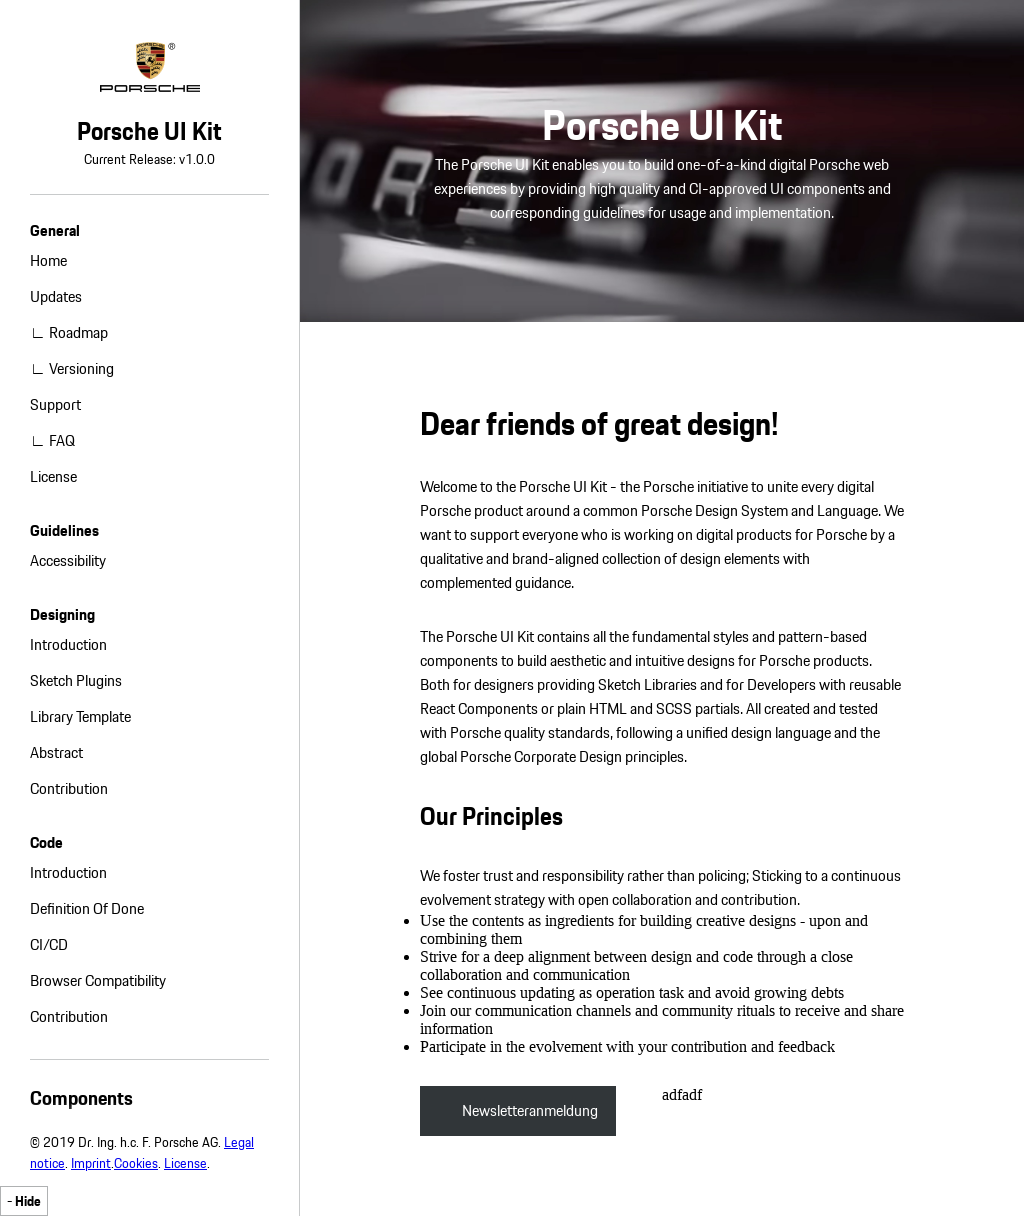 PORSCHE
®
Porsche UI Kit
Current Release: v1.0.0
General
Home
Updates
∟ Roadmap
∟ Versioning
Support
∟ FAQ
License
Guidelines
Accessibility
Designing
Introduction
Sketch Plugins
Library Template
Abstract
Contribution
Code
Introduction
Definition Of Done
CI/CD
Browser Compatibility
Contribution
Components
© 2019 Dr. Ing. h.c. F. Porsche AG. Legal
notice. Imprint.Cookies. License.
- Hide
PORSCHE
Porsche UI Kit
The Porsche UI Kit enables you to build one-of-a-kind digital Porsche web
experiences by providing high quality and CI-approved UI components and
corresponding guidelines for usage and implementation.
Dear friends of great design!
Welcome to the Porsche UI Kit - the Porsche initiative to unite every digital
Porsche product around a common Porsche Design System and Language. We
want to support everyone who is working on digital products for Porsche by a
qualitative and brand-aligned collection of design elements with
complemented guidance.
The Porsche UI Kit contains all the fundamental styles and pattern-based
components to build aesthetic and intuitive designs for Porsche products.
Both for designers providing Sketch Libraries and for Developers with reusable
React Components or plain HTML and SCSS partials. All created and tested
with Porsche quality standards, following a unified design language and the
global Porsche Corporate Design principles.
Our Principles
We foster trust and responsibility rather than policing; Sticking to a continuous
evolvement strategy with open collaboration and contribution.
• Use the contents as ingredients for building creative designs - upon and
combining them
• Strive for a deep alignment between design and code through a close
collaboration and communication
• See continuous updating as operation task and avoid growing debts
• Join our communication channels and community rituals to receive and share
information
• Participate in the evolvement with your contribution and feedback
Newsletteranmeldung
adfadf